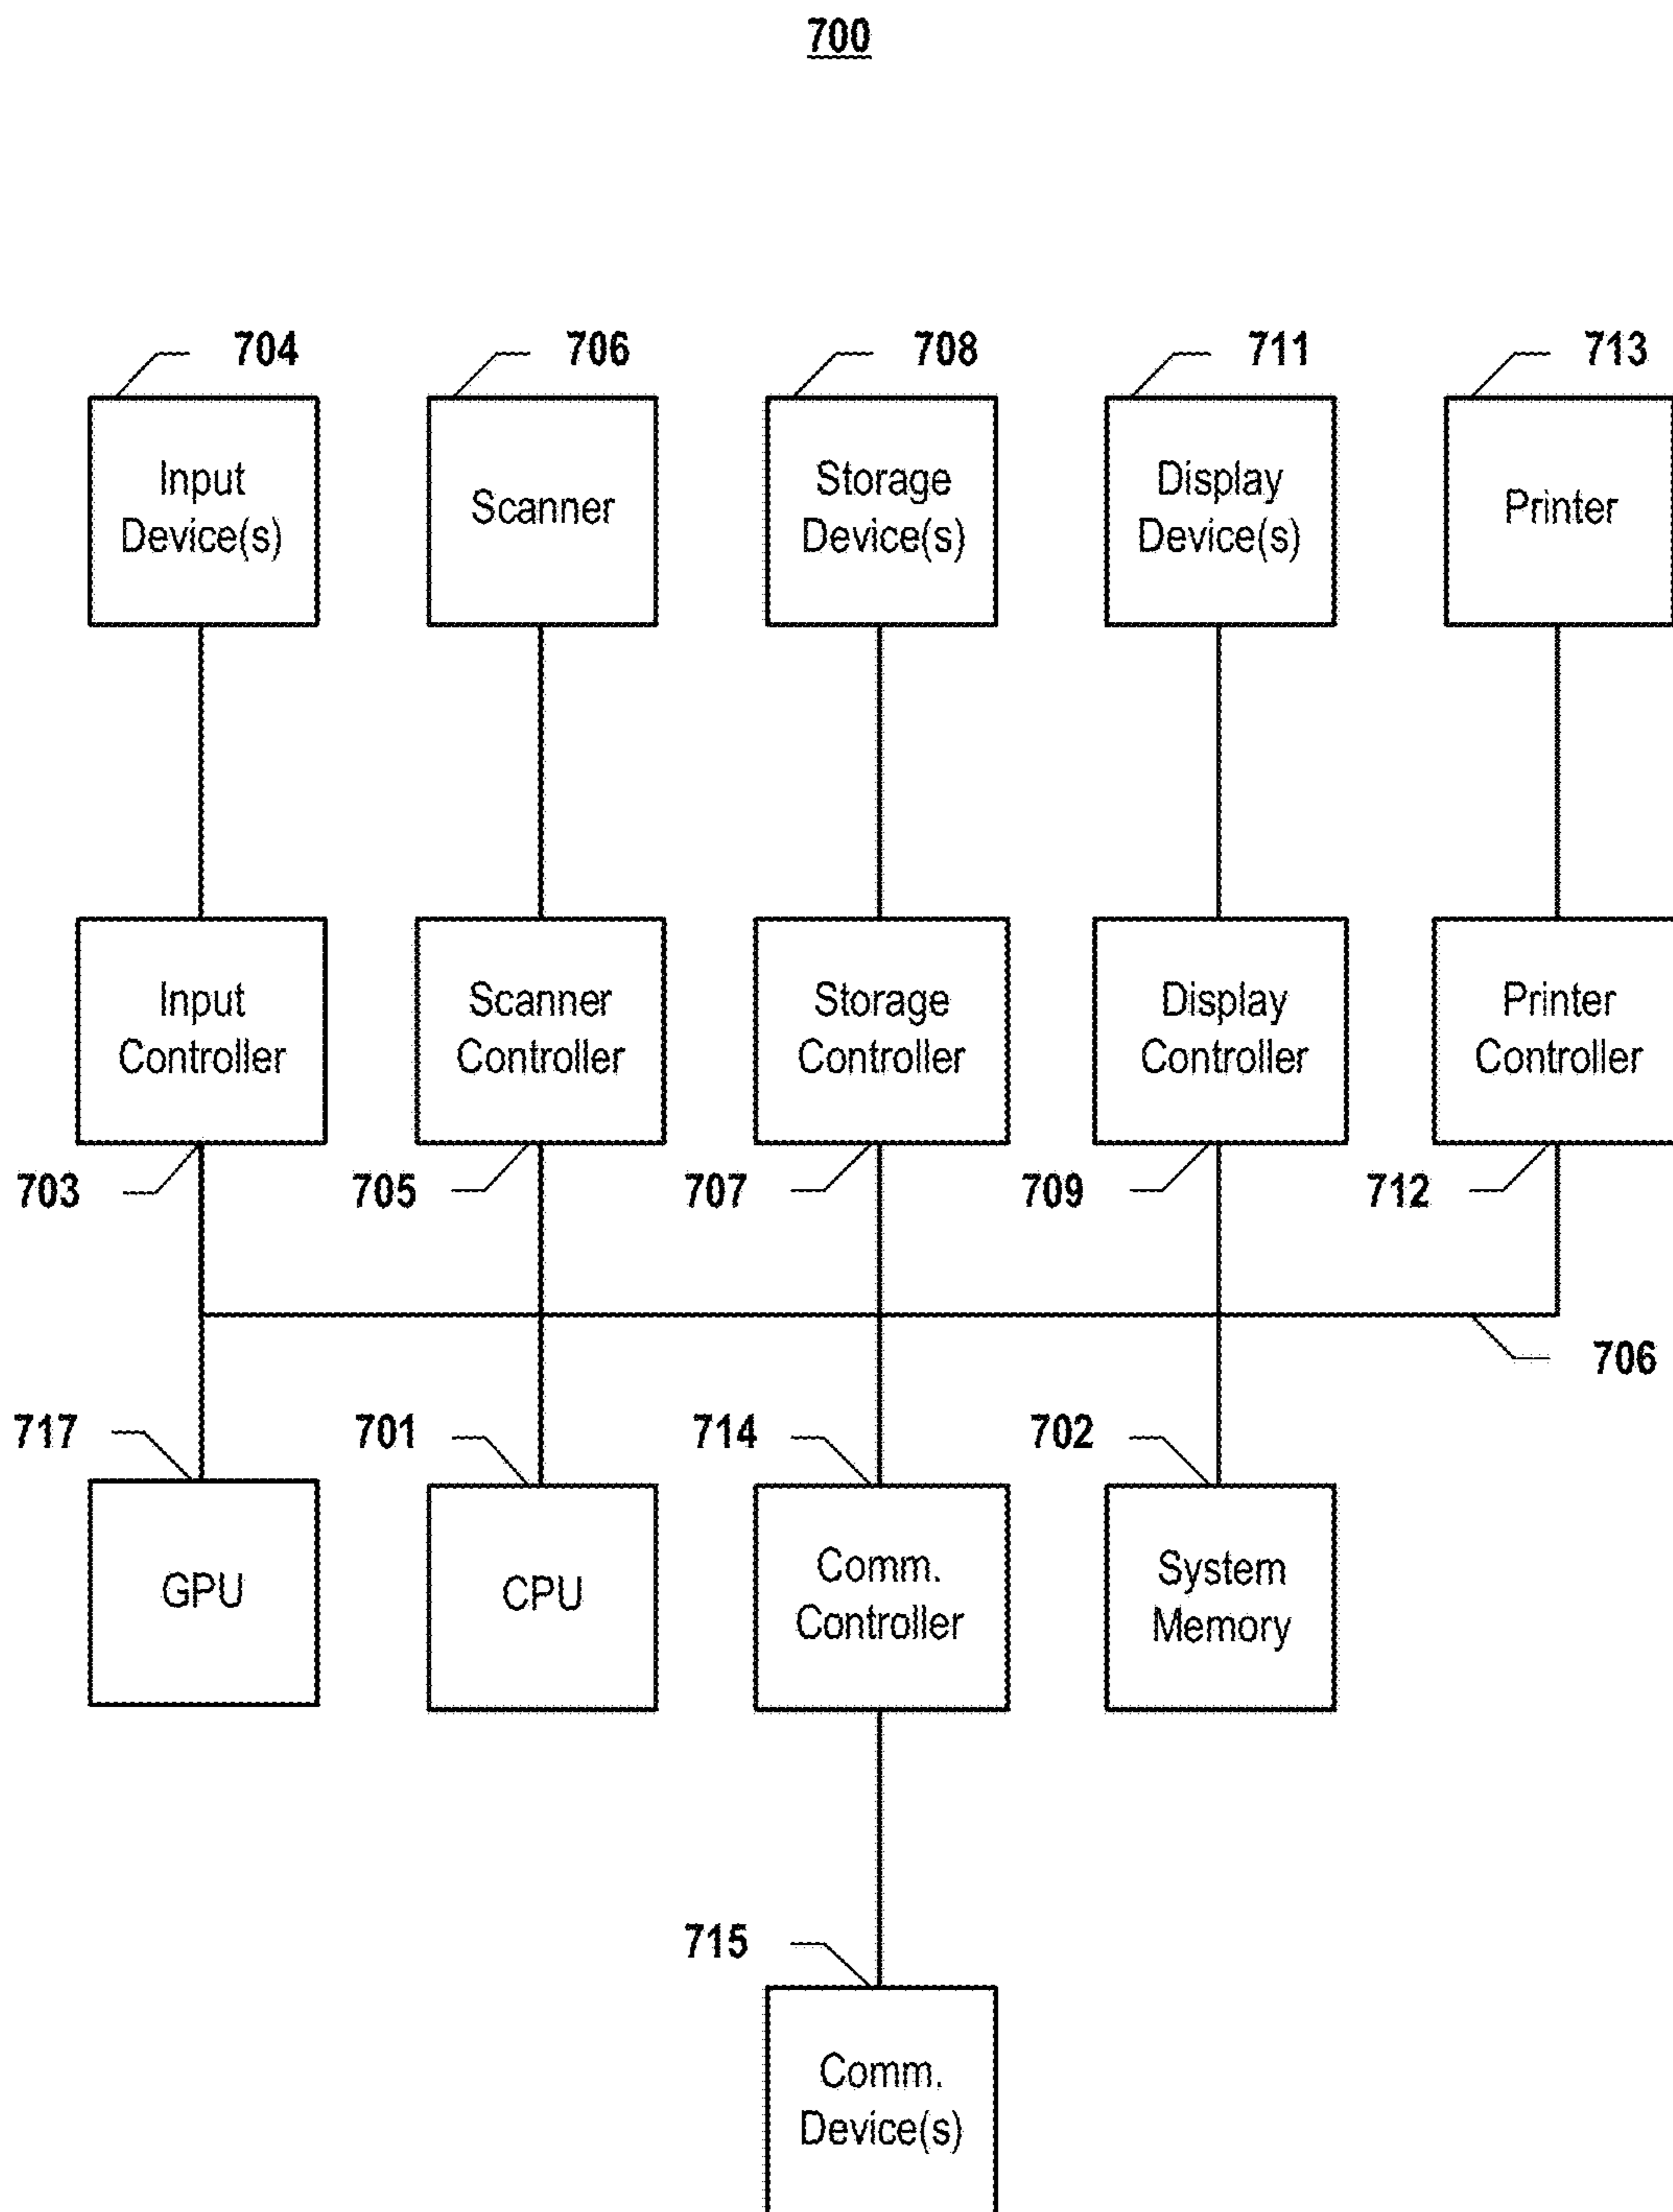 700
704
706
708
711
713
Input
Device(s)
Scanner
Storage
Device(s)
Display
Device(s)
Printer
Input
Controller
Scanner
Controller
Storage
Controller
Display
Controller
Printer
Controller
703
705
707
709
712
706
717
701
714
702
GPU
CPU
Comm.
Controller
System
Memory
715
Comm.
Device(s)